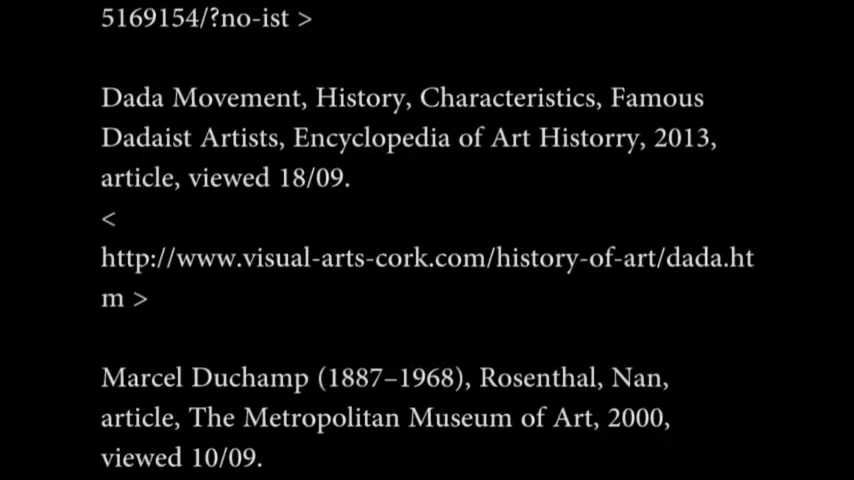 5169154/?no-ist >
Dada Movement, History, Characteristics, Famous
Dadaist Artists, Encyclopedia of Art Historry, 2013,
article, viewed 18/09.
<
http://www.visual-arts-cork.com/history-of-art/dada.ht
m >
Marcel Duchamp (1887–1968), Rosenthal, Nan,
article, The Metropolitan Museum of Art, 2000,
viewed 10/09.